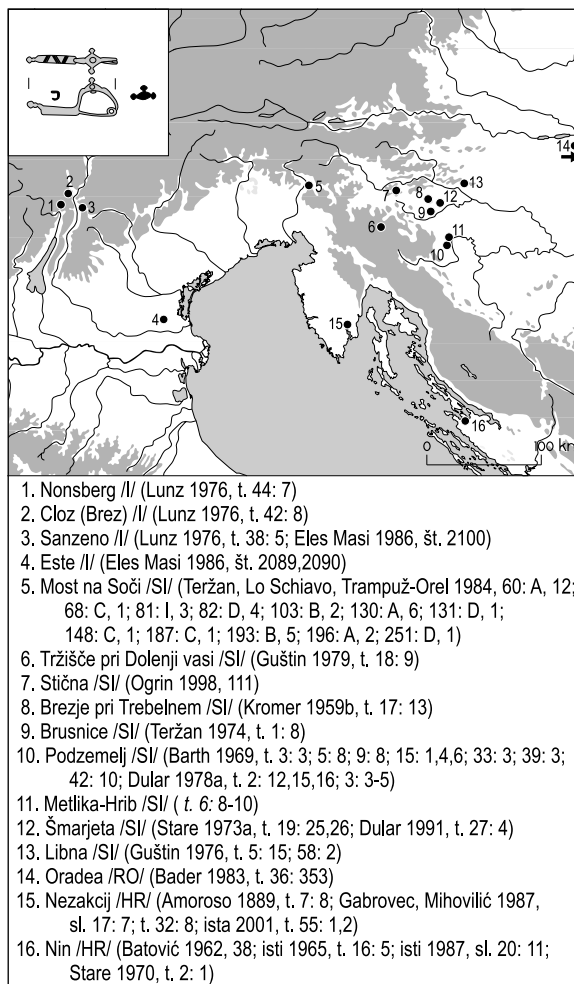 14
2
1
3
5
7
8
12
13
9
6
11
10
4
15
16
0
100 km
1. Nonsberg /I/ (Lunz 1976, t. 44: 7)
2. Cloz (Brez) /I/ (Lunz 1976, t. 42: 8)
3. Sanzeno /I/ (Lunz 1976, t. 38: 5; Eles Masi 1986, št. 2100)
4. Este /I/ (Eles Masi 1986, št. 2089,2090)
5. Most na Soči /SI/ (Teržan, Lo Schiavo, Trampuž-Orel 1984, 60: A, 12;
68: C, 1; 81: I, 3; 82: D, 4; 103: B, 2; 130: A, 6; 131: D, 1;
148: C, 1; 187: C, 1; 193: B, 5; 196: A, 2; 251: D, 1)
6. Tržišče pri Dolenji vasi /SI/ (Guštin 1979, t. 18: 9)
7. Stična /SI/ (Ogrin 1998, 111)
8. Brezje pri Trebelnem /SI/ (Kromer 1959b, t. 17: 13)
9. Brusnice /SI/ (Teržan 1974, t. 1: 8)
10. Podzemelj /SI/ (Barth 1969, t. 3: 3; 5: 8; 9: 8; 15: 1,4,6; 33: 3; 39: 3;
42: 10; Dular 1978a, t. 2: 12,15,16; 3: 3-5)
11. Metlika-Hrib /SI/ ( t. 6: 8-10)
12. Šmarjeta /SI/ (Stare 1973a, t. 19: 25,26; Dular 1991, t. 27: 4)
13. Libna /SI/ (Guštin 1976, t. 5: 15; 58: 2)
14. Oradea /RO/ (Bader 1983, t. 36: 353)
15. Nezakcij /HR/ (Amoroso 1889, t. 7: 8; Gabrovec, Mihovilić 1987,
sl. 17: 7; t. 32: 8; ista 2001, t. 55: 1,2)
16. Nin /HR/ (Batović 1962, 38; isti 1965, t. 16: 5; isti 1987, sl. 20: 11;
Stare 1970, t. 2: 1)